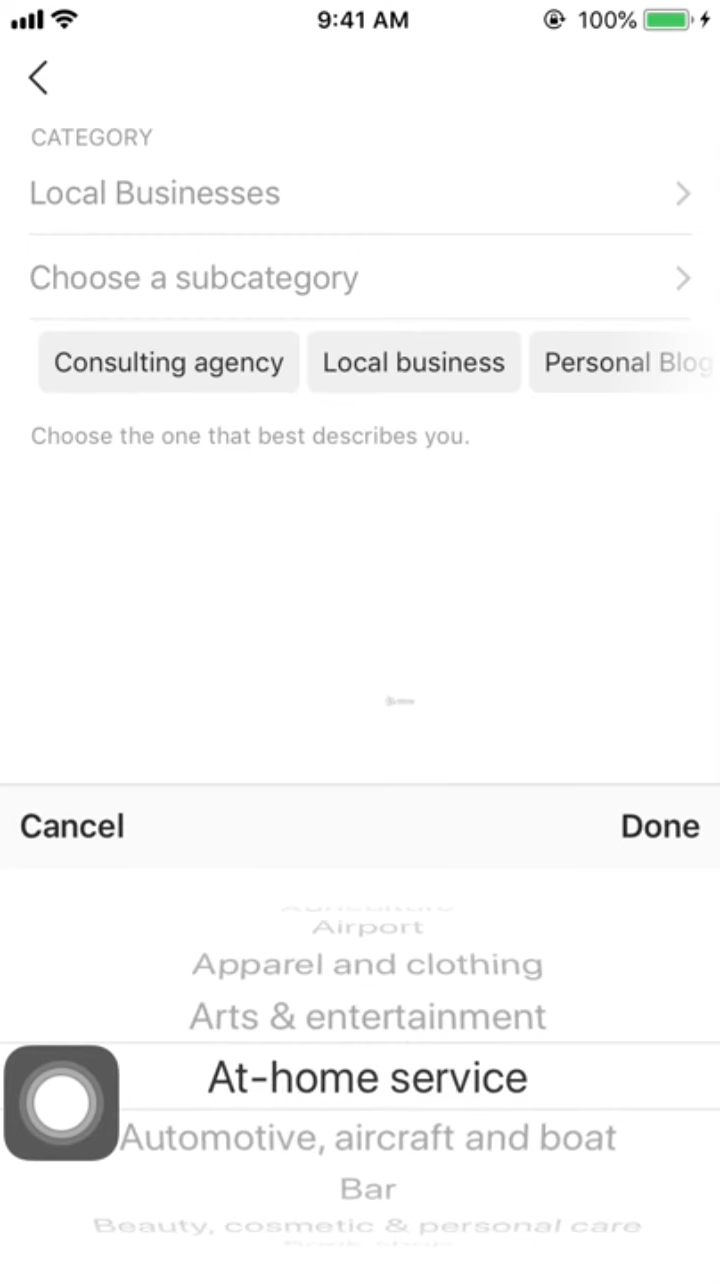 9:41 AM 100%
CATEGORY
Local Businesses
Choose a subcategory
Consulting agency Local business Personal Blog
Choose the one that best describes you.
Cancel Done
Agriculture
Airport
Apparel and clothing
Arts & entertainment
At-home service
Automotive, aircraft and boat
Bar
Beauty, cosmetic & personal care